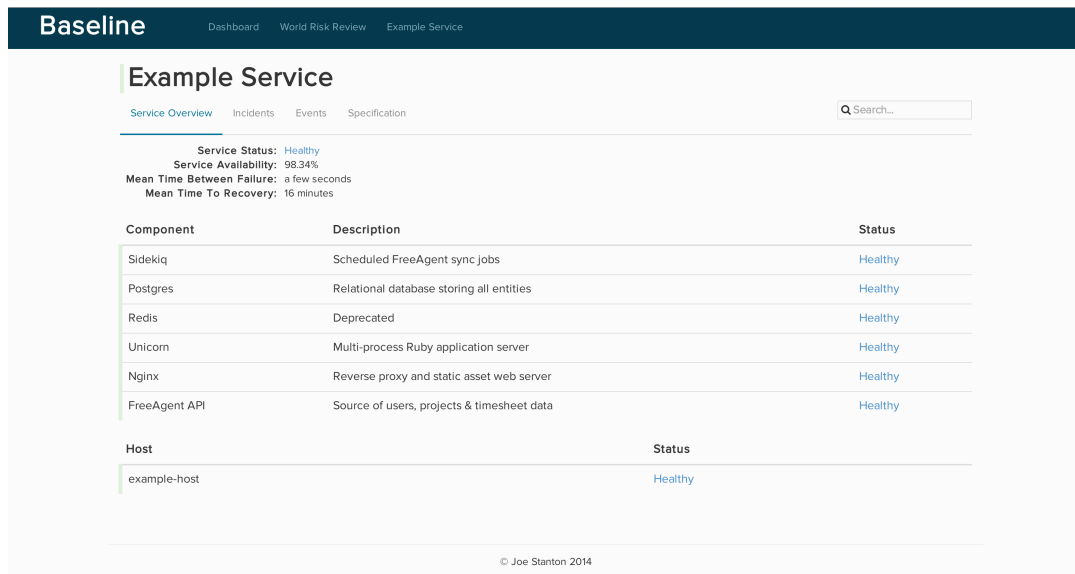 Baseline Dashboard World Risk Review Example Service
Example Service
Service Overview Incidents Events Specification Search...
Service Status: Healthy
Service Availability: 98.34%
Mean Time Between Failure: a few seconds
Mean Time To Recovery: 16 minutes
Component Description Status
Sidekiq Scheduled FreeAgent sync jobs Healthy
Postgres Relational database storing all entities Healthy
Redis Deprecated Healthy
Unicorn Multi-process Ruby application server Healthy
Nginx Reverse proxy and static asset web server Healthy
FreeAgent API Source of users, projects & timesheet data Healthy
Host Status
example-host Healthy
© Joe Stanton 2014